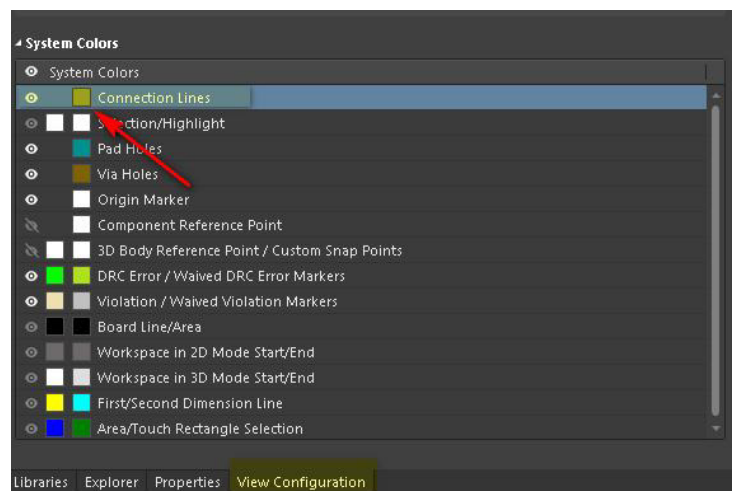 System Colors
System Colors
Connection Lines
Selection/Highlight
Pad Holes
Via Holes
Origin Marker
Component Reference Point
3D Body Reference Point / Custom Snap Points
DRC Error / Waived DRC Error Markers
Violation / Waived Violation Markers
Board Line/Area
Workspace in 2D Mode Start/End
Workspace in 3D Mode Start/End
First/Second Dimension Line
Area/Touch Rectangle Selection
Libraries Explorer Properties View Configuration